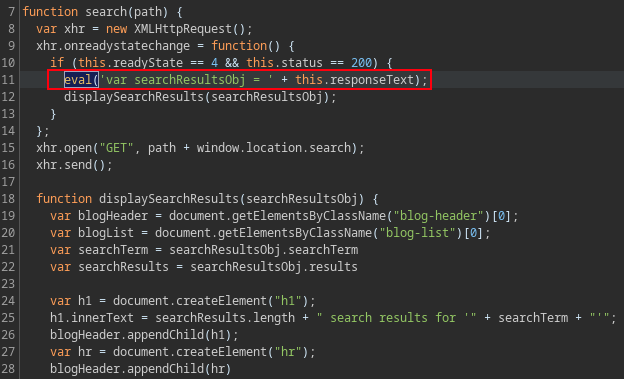 7 function search(path) {
8 var xhr = new XMLHttpRequest();
9 xhr.onreadystatechange = function() {
10 if (this.readyState == 4 && this.status == 200) {
11 eval('var searchResultsObj = ' + this.responseText);
12 displaySearchResults(searchResultsObj);
13 }
14 };
15 xhr.open("GET", path + window.location.search);
16 xhr.send();
17
18 function displaySearchResults(searchResultsObj) {
19 var blogHeader = document.getElementsByClassName("blog-header")[0];
20 var blogList = document.getElementsByClassName("blog-list")[0];
21 var searchTerm = searchResultsObj.searchTerm
22 var searchResults = searchResultsObj.results
23
24 var h1 = document.createElement("h1");
25 h1.innerText = searchResults.length + " search results for '" + searchTerm + "'";
26 blogHeader.appendChild(h1);
27 var hr = document.createElement("hr");
28 blogHeader.appendChild(hr)